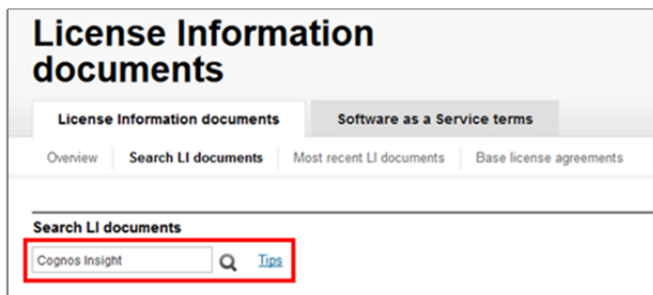 License Information
documents
License Information documents Software as a Service terms
Overview Search LI documents Most recent LI documents Base license agreements
Search LI documents
Cognos Insight Tips